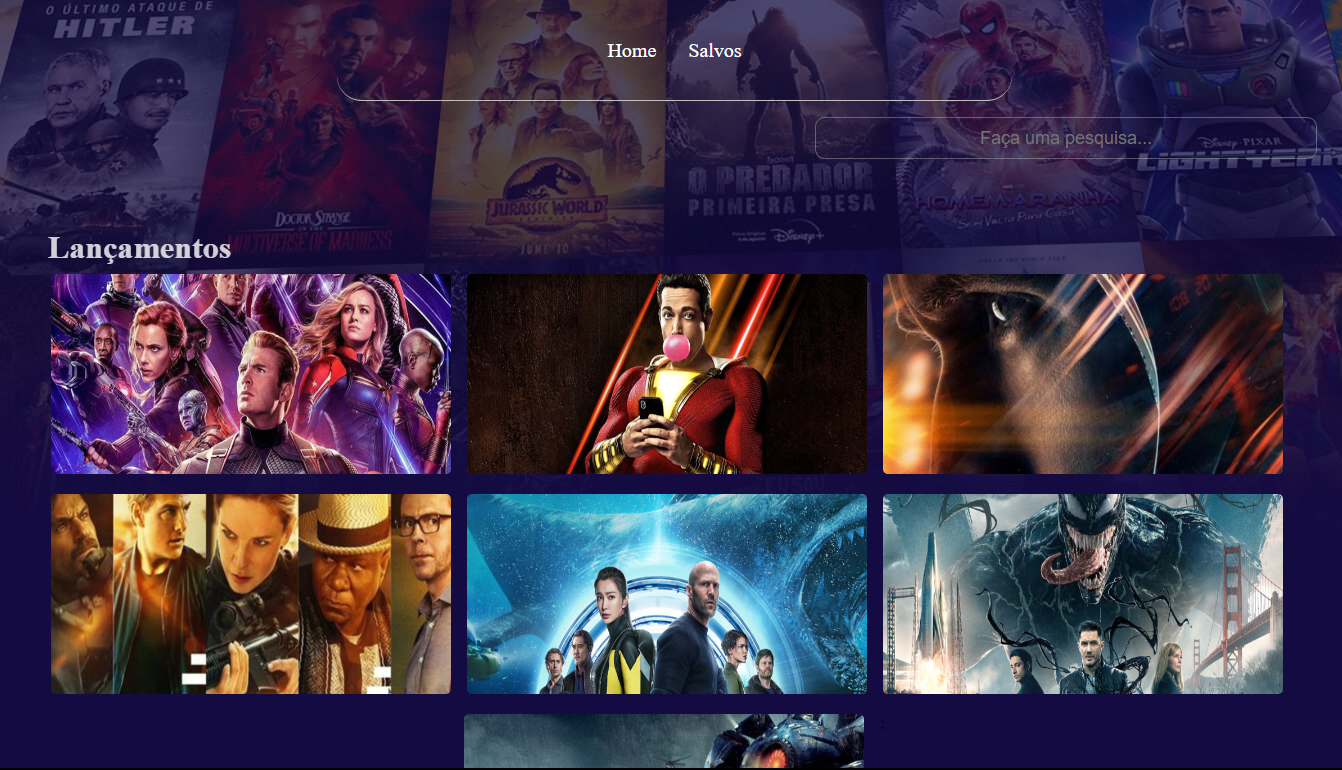 O ÚLTIMO ATAQUE DE
HITLER
Home
Salvos
Faça uma pesquisa...
DISNEY · PIXAR
LIGHTYEAR
JURASSIC WORLD
JUNE 10
O PREDADOR
PRIMEIRA PRESA
Disney+
HOMEM-ARANHA
SEM VOLTA PARA CASA
DOCTOR STRANGE
IN THE
MULTIVERSE OF MADNESS
Lançamentos